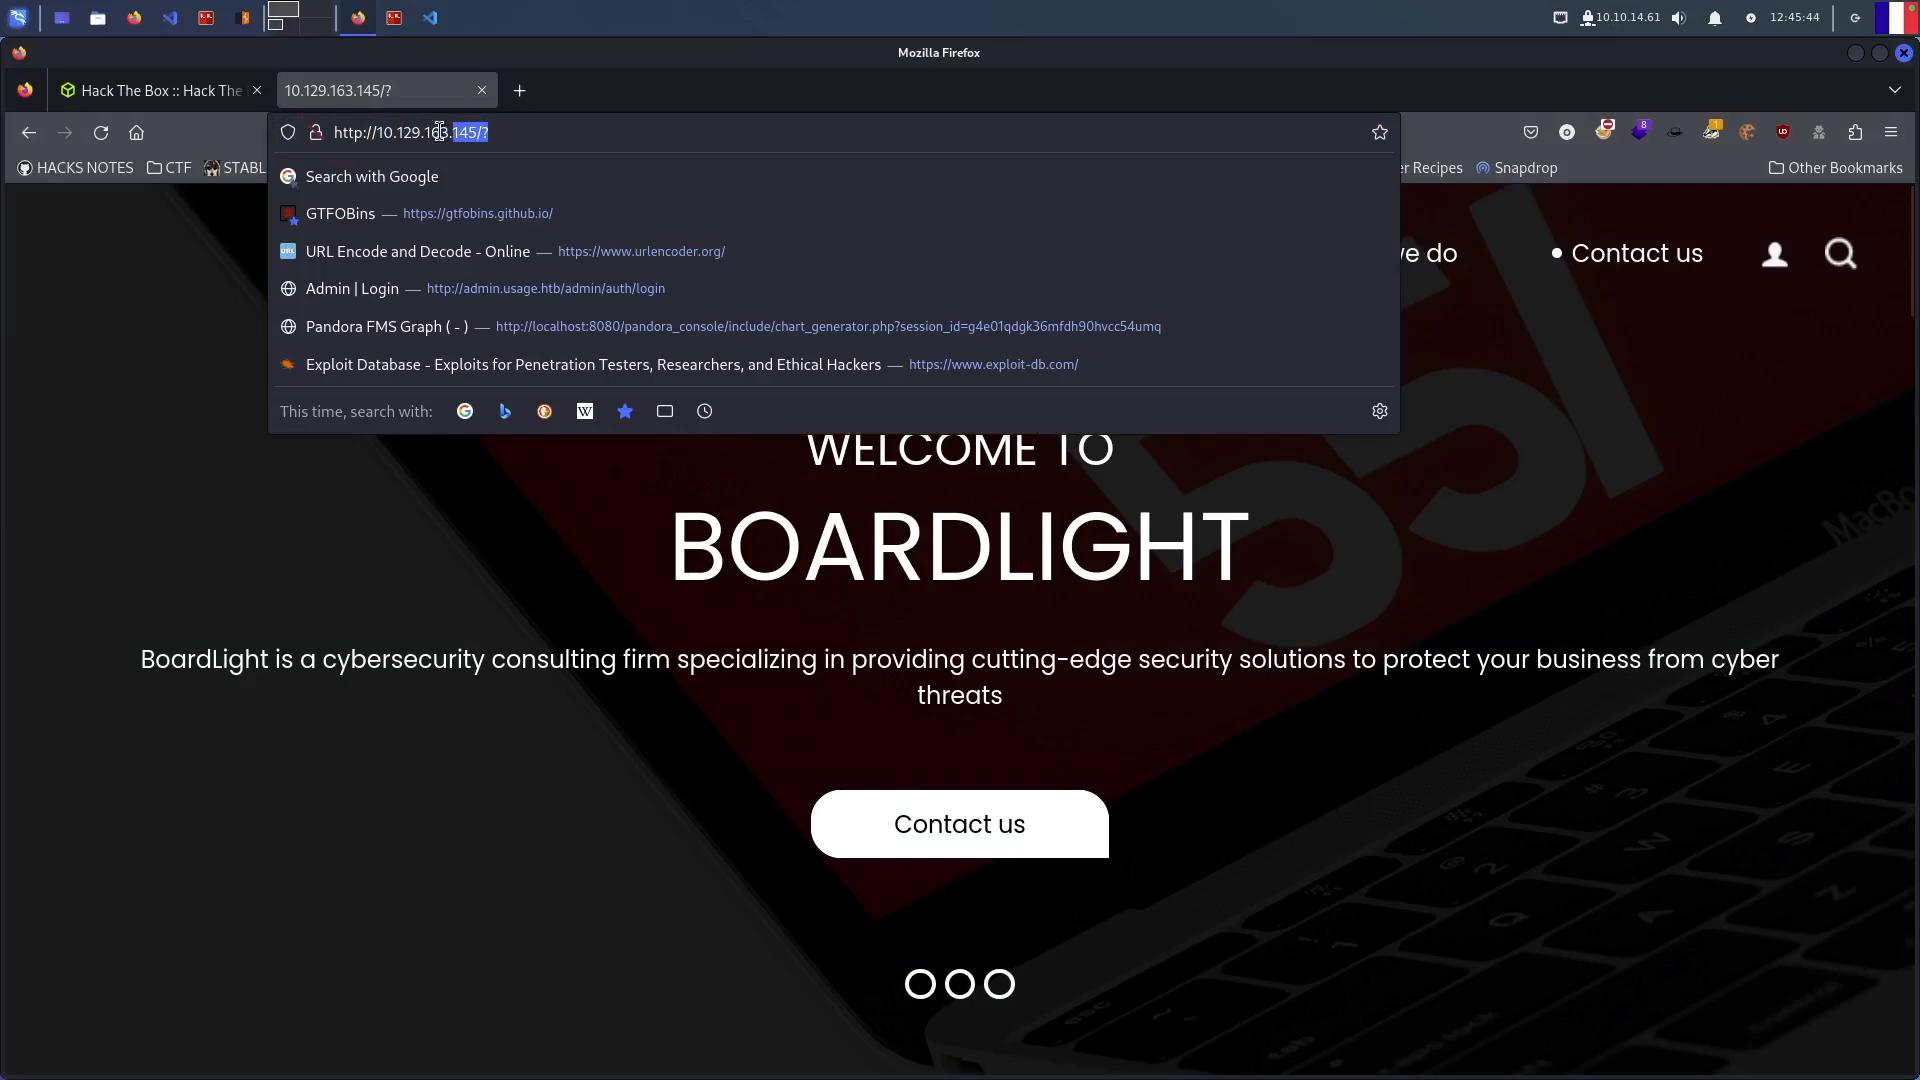 10.10.14.61
12:45:44
Mozilla Firefox
Hack The Box :: Hack The
10.129.163.145/?
http://10.129.163.145/?
8
1
HACKS NOTES
CTF
STABL
er Recipes
Snapdrop
Other Bookmarks
Search with Google
GTFOBins — https://gtfobins.github.io/
URL Encode and Decode - Online — https://www.urlencoder.org/
Admin | Login — http://admin.usage.htb/admin/auth/login
Pandora FMS Graph ( - ) — http://localhost:8080/pandora_console/include/chart_generator.php?session_id=g4e01qdgk36mfdh90hvcc54umq
Exploit Database - Exploits for Penetration Testers, Researchers, and Ethical Hackers — https://www.exploit-db.com/
This time, search with:
we do
Contact us
WELCOME TO
BOARDLIGHT
BoardLight is a cybersecurity consulting firm specializing in providing cutting-edge security solutions to protect your business from cyber
threats
Contact us